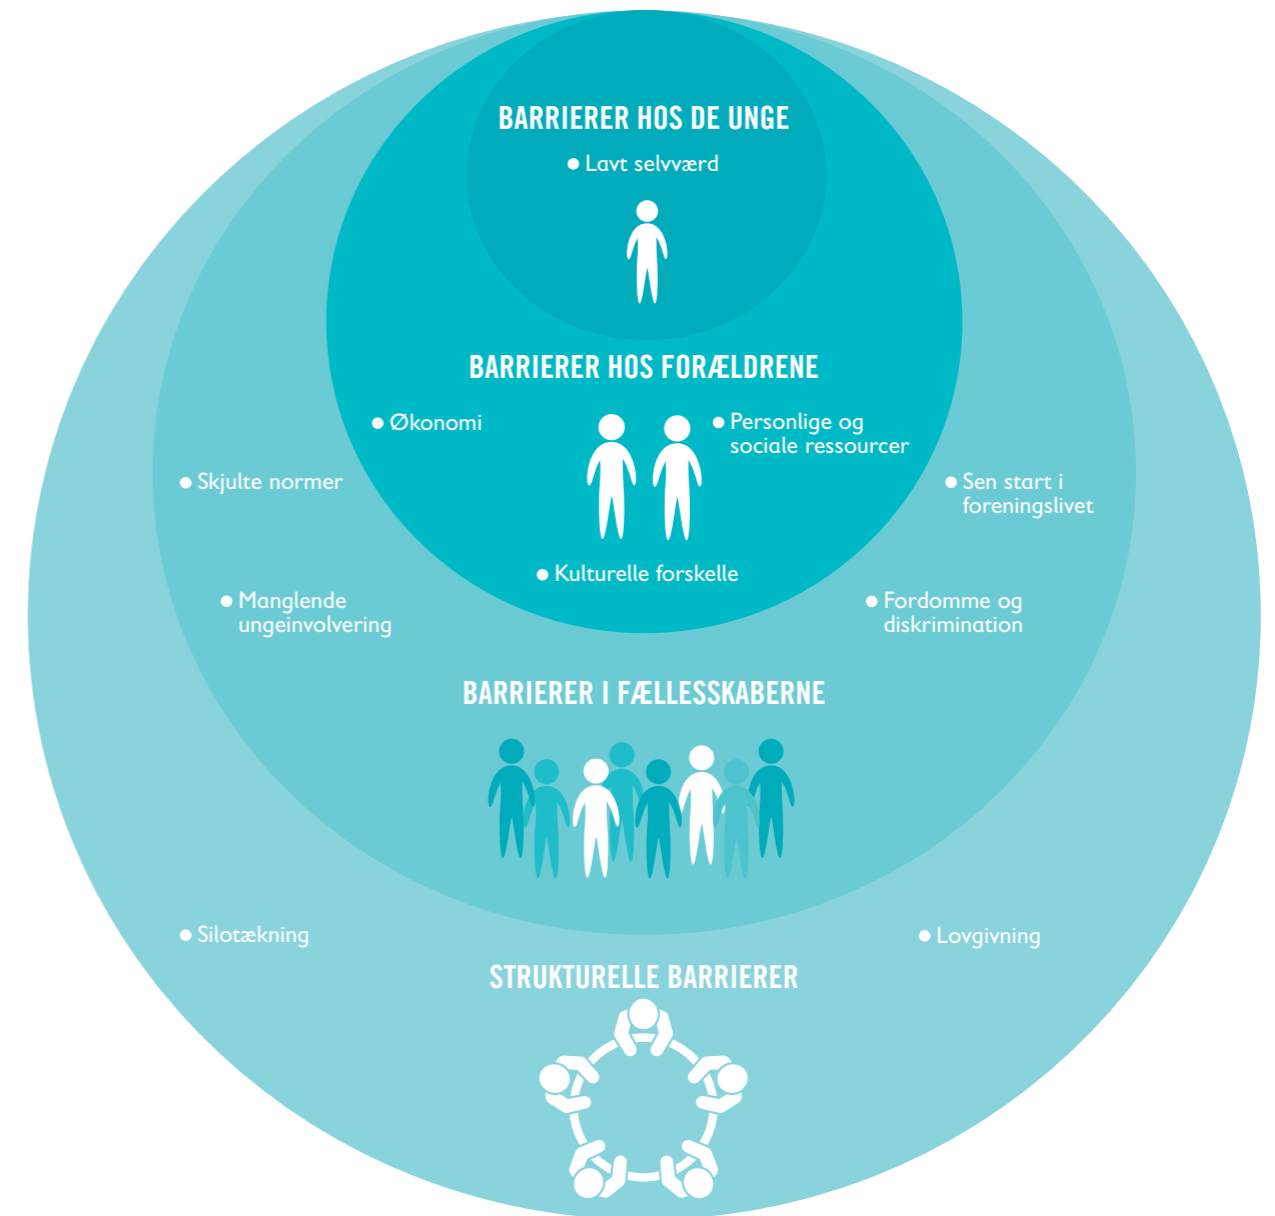 BARRIERER HOS DE UNGE
• Lavt selvværd
BARRIERER HOS FORÆLDRENE
• Økonomi
• Personlige og
sociale ressourcer
• Kulturelle forskelle
• Skjulte normer
• Sen start i
foreningslivet
• Manglende
ungeinvolvering
• Fordomme og
diskrimination
BARRIERER I FÆLLESSKABERNE
• Silotækning
• Lovgivning
STRUKTURELLE BARRIERER